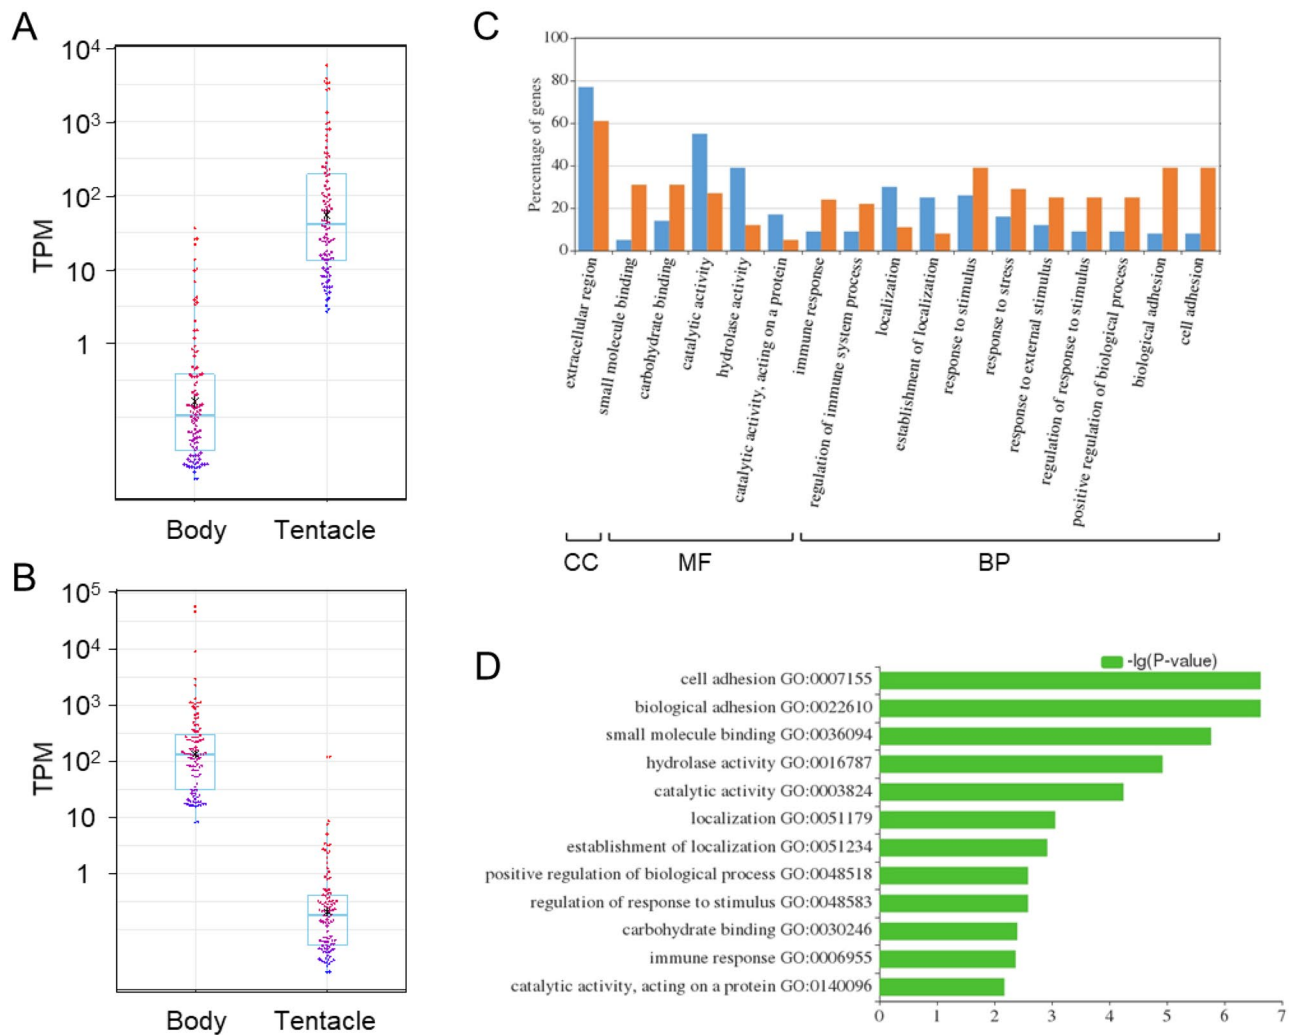 A
10⁴
10³
10²
10
1
TPM
Body Tentacle
B
10⁵
10⁴
10³
10²
10
1
TPM
Body Tentacle
C
100
80
60
40
20
0
Percentage of genes
extracellular region
small molecule binding
carbohydrate binding
catalytic activity
hydrolase activity
catalytic activity, acting on a protein
immune response
regulation of immune system process
localization
establishment of localization
response to stimulus
response to stress
response to external stimulus
regulation of response to stimulus
positive regulation of biological process
biological adhesion
cell adhesion
CC MF BP
D
-lg(P-value)
cell adhesion GO:0007155
biological adhesion GO:0022610
small molecule binding GO:0036094
hydrolase activity GO:0016787
catalytic activity GO:0003824
localization GO:0051179
establishment of localization GO:0051234
positive regulation of biological process GO:0048518
regulation of response to stimulus GO:0048583
carbohydrate binding GO:0030246
immune response GO:0006955
catalytic activity, acting on a protein GO:0140096
0 1 2 3 4 5 6 7